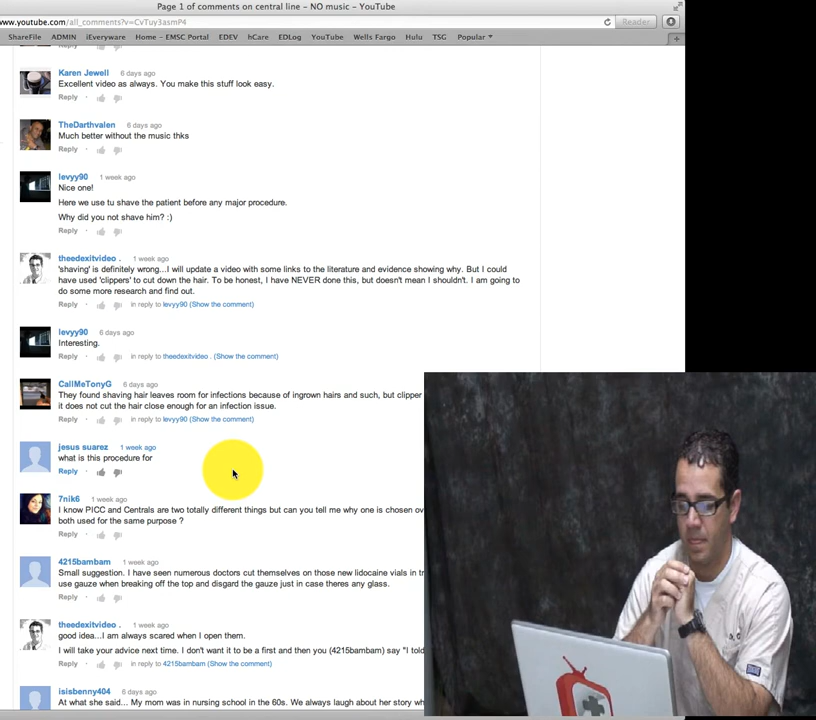 Page 1 of comments on central line – NO music – YouTube
www.youtube.com/all_comments?v=CvTuy3asmP4
Reader
ShareFile ADMIN iEveryware Home – EMSC Portal EDEV hCare EDLog YouTube Wells Fargo Hulu TSG Popular
Karen Jewell 6 days ago
Excellent video as always. You make this stuff look easy.
Reply
TheDarthvalen 6 days ago
Much better without the music thks
Reply
levyy90 1 week ago
Nice one!
Here we use tu shave the patient before any major procedure.
Why did you not shave him? :)
Reply
theedexitvideo . 1 week ago
'shaving' is definitely wrong...I will update a video with some links to the literature and evidence showing why. But I could
have used 'clippers' to cut down the hair. To be honest, I have NEVER done this, but doesn't mean I shouldn't. I am going to
do some more research and find out.
Reply in reply to levyy90 (Show the comment)
levyy90 6 days ago
Interesting.
Reply in reply to theedexitvideo . (Show the comment)
CallMeTonyG 6 days ago
They found shaving hair leaves room for infections because of ingrown hairs and such, but clipper
it does not cut the hair close enough for an infection issue.
Reply in reply to levyy90 (Show the comment)
jesus suarez 1 week ago
what is this procedure for
Reply
7nik6 1 week ago
I know PICC and Centrals are two totally different things but can you tell me why one is chosen ov
both used for the same purpose ?
Reply
4215bambam 1 week ago
Small suggestion. I have seen numerous doctors cut themselves on those new lidocaine vials in tr
use gauze when breaking off the top and disgard the gauze just in case theres any glass.
Reply
theedexitvideo . 1 week ago
good idea...I am always scared when I open them.
I will take your advice next time. I don't want it to be a first and then you (4215bambam) say "I told
Reply in reply to 4215bambam (Show the comment)
isisbenny404 6 days ago
At what she said... My mom was in nursing school in the 60s. We always laugh about her story wh